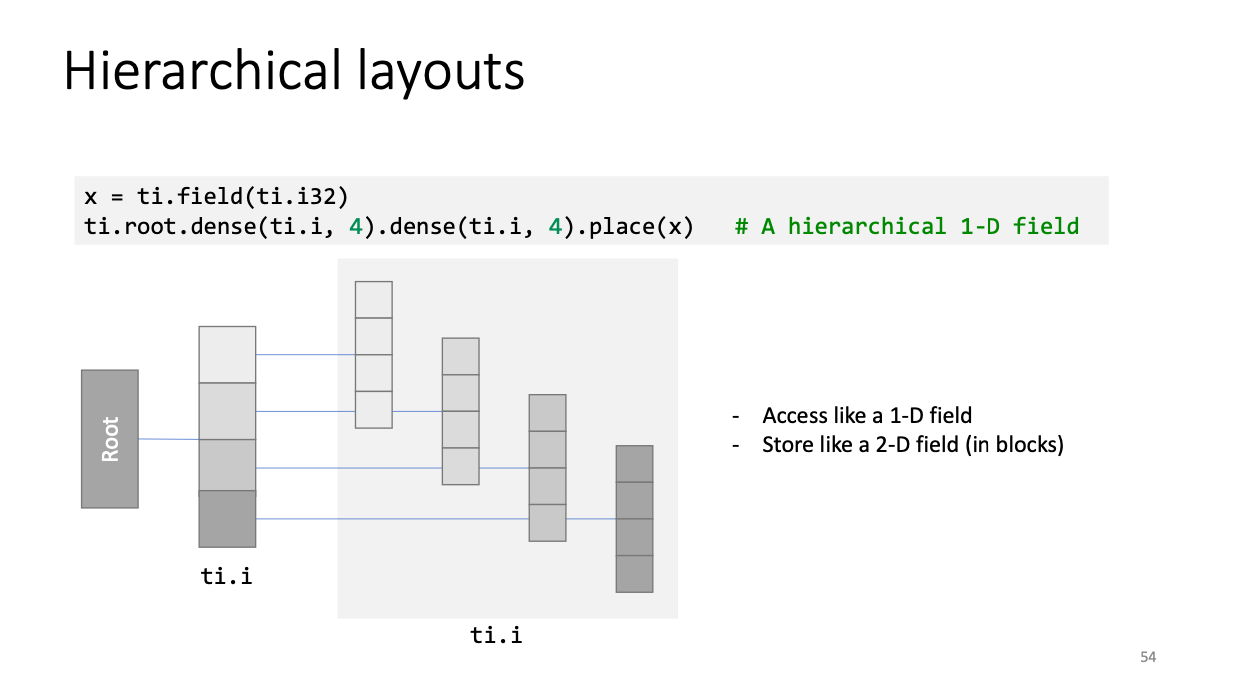 Hierarchical layouts
x = ti.field(ti.i32)
ti.root.dense(ti.i, 4).dense(ti.i, 4).place(x)   # A hierarchical 1-D field
Root
- Access like a 1-D field
- Store like a 2-D field (in blocks)
ti.i
ti.i
54